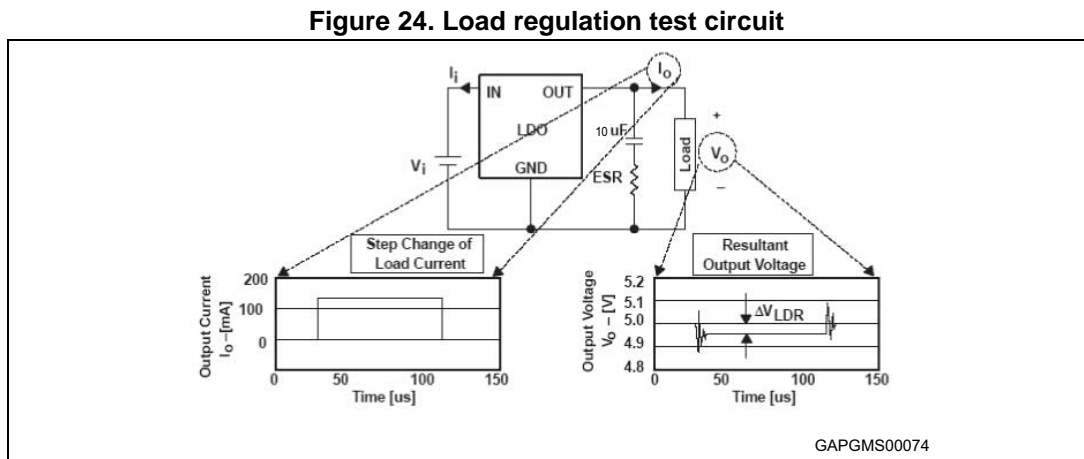 Figure 24. Load regulation test circuit
Ii
IN
OUT
Io
LDO
10 uF
+
Vi
GND
ESR
Load
Vo
–
Step Change of
Load Current
Resultant
Output Voltage
Output Current
Io –[mA]
200
100
0
0
50
100
150
Time [us]
Output Voltage
Vo – [V]
5.2
5.1
5.0
4.9
4.8
ΔVLDR
0
50
100
150
Time [us]
GAPGMS00074